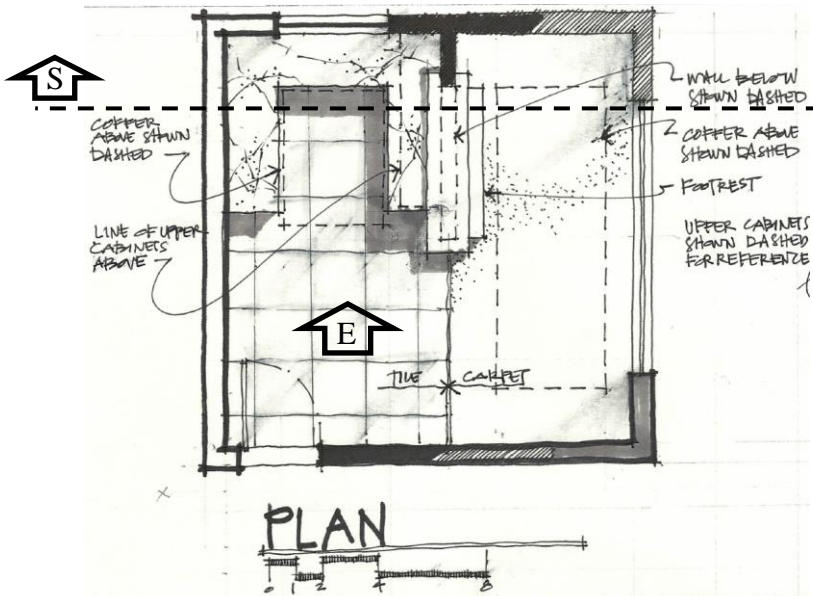 S
WALL BELOW
SHOWN DASHED
COFFER
ABOVE SHOWN
DASHED
COFFER ABOVE
SHOWN DASHED
FOOTREST
LINE OF UPPER
CABINETS
ABOVE
UPPER CABINETS
SHOWN DASHED
FOR REFERENCE
E
TILE CARPET
PLAN
0 1 2 4 8